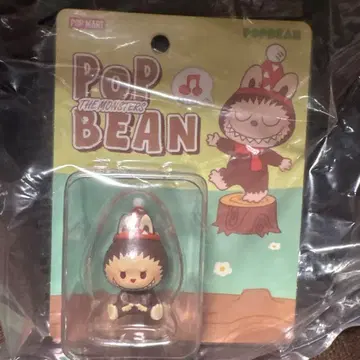 POP MART
POPBEAN
POP
THE MONSTERS
BEAN